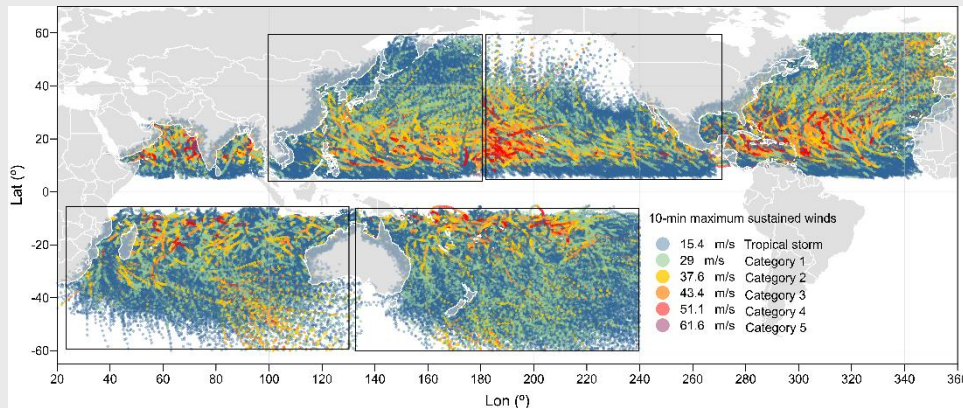 60
40
20
0
-20
-40
-60
Lat (º)
10-min maximum sustained winds
15.4 m/s Tropical storm
29 m/s Category 1
37.6 m/s Category 2
43.4 m/s Category 3
51.1 m/s Category 4
61.6 m/s Category 5
20 40 60 80 100 120 140 160 180 200 220 240 260 280 300 320 340 360
Lon (º)